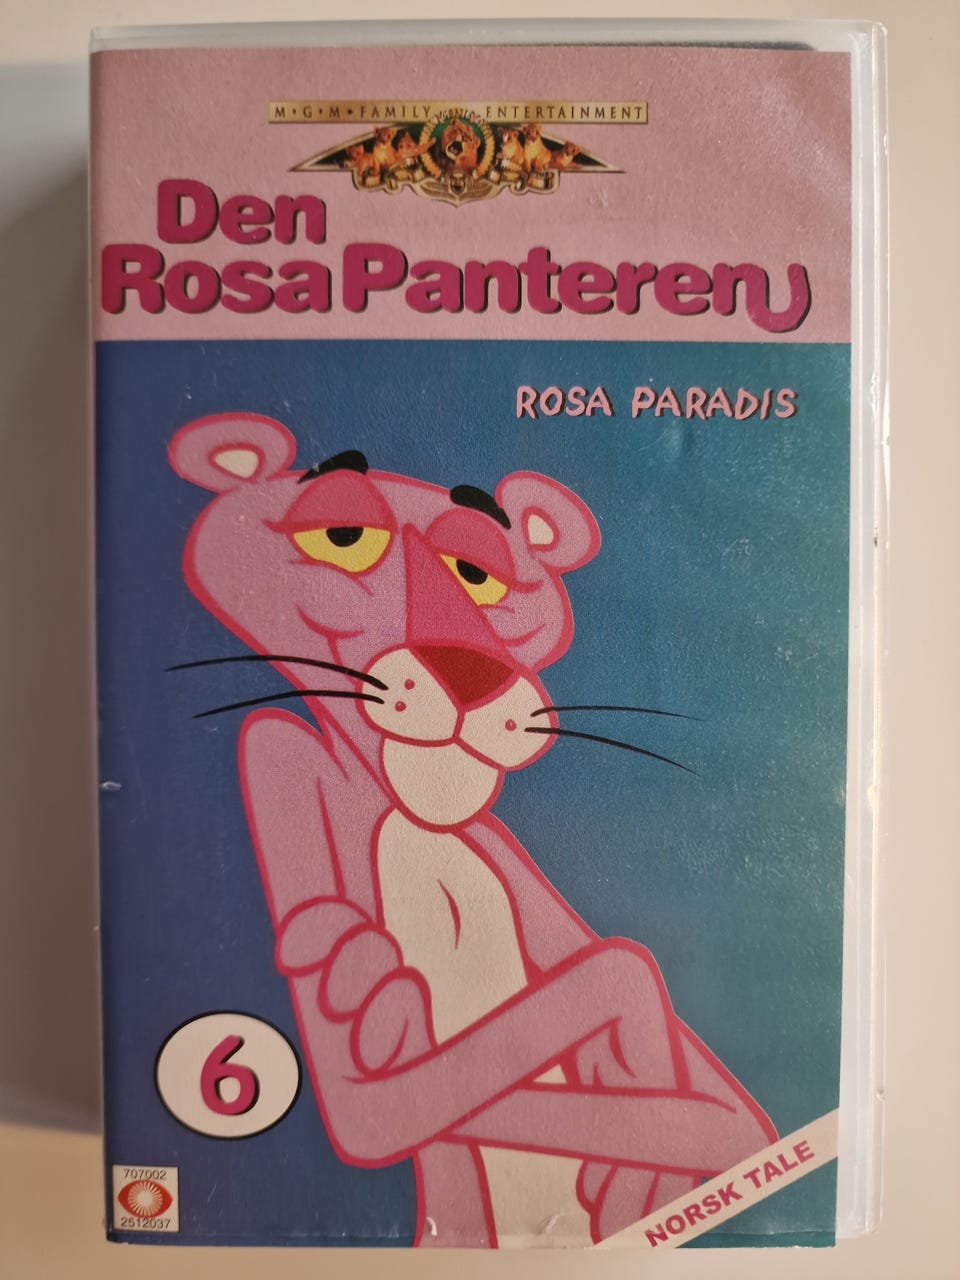 M•G•M•FAMILY ENTERTAINMENT
Den
Rosa Panteren
ROSA PARADIS
6
707002
2512037
NORSK TALE